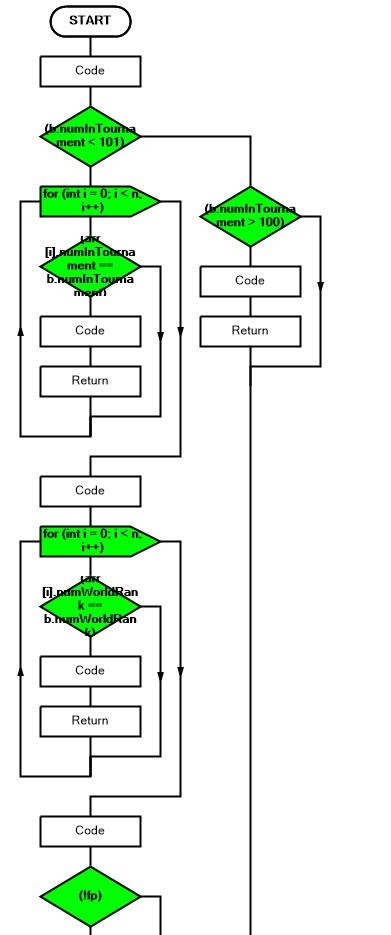 START
Code
(b.numInTourna
ment < 101)
for (int i = 0; i < n;
i++)
(b.numInTourna
ment > 100)
(arr
[i].numInTourna
ment ==
b.numInTourna
ment)
Code
Code
Return
Return
Code
for (int i = 0; i < n;
i++)
(arr
[i].numWorldRan
k ==
b.numWorldRan
k)
Code
Return
Code
(!fp)